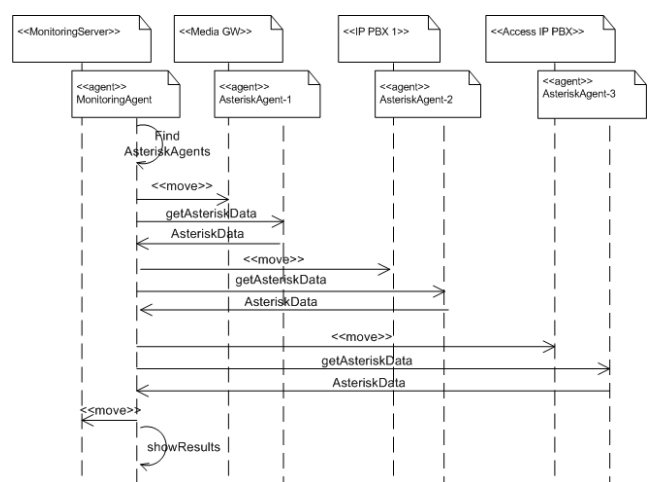 <<MonitoringServer>>
<<Media GW>>
<<IP PBX 1>>
<<Access IP PBX>>
<<agent>>
MonitoringAgent
<<agent>>
AsteriskAgent-1
<<agent>>
AsteriskAgent-2
<<agent>>
AsteriskAgent-3
Find
AsteriskAgents
<<move>>
getAsteriskData
AsteriskData
<<move>>
getAsteriskData
AsteriskData
<<move>>
getAsteriskData
AsteriskData
<<move>>
showResults